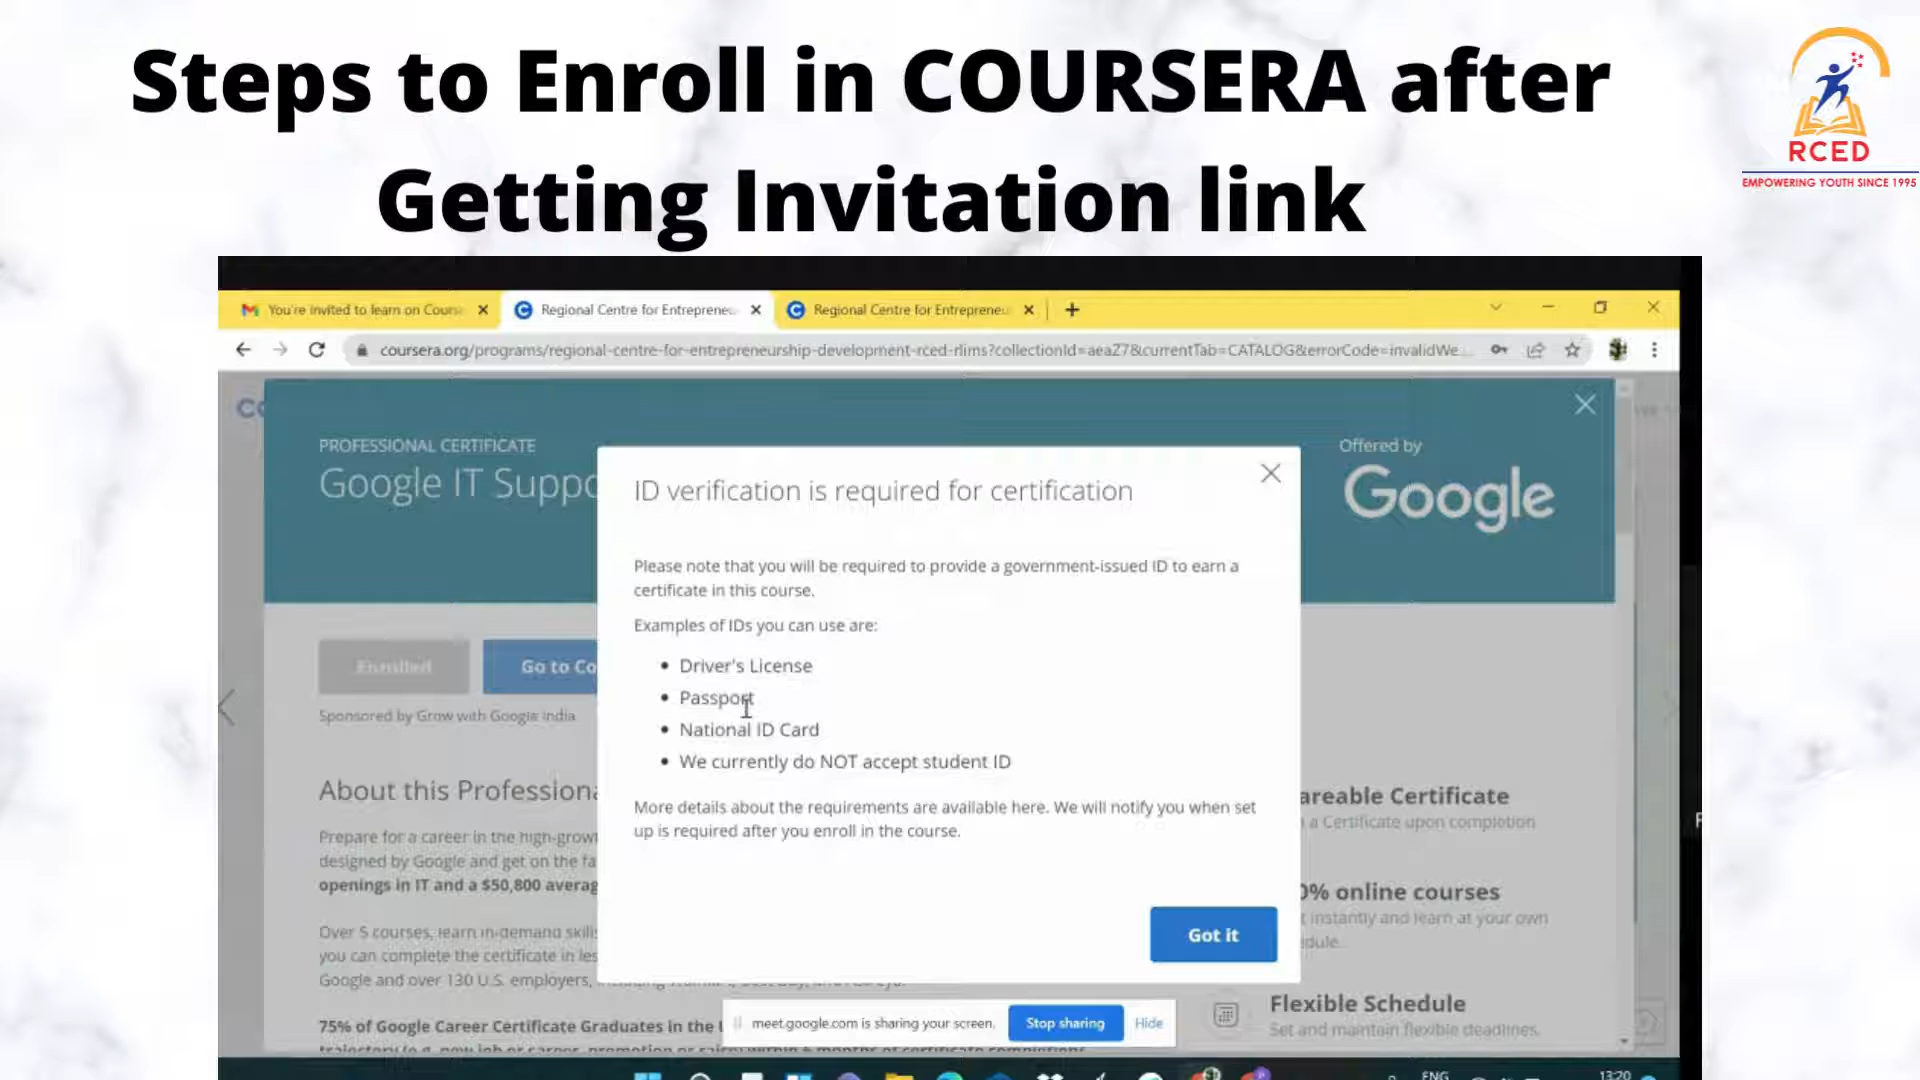 Steps to Enroll in COURSERA after
Getting Invitation link
RCED
EMPOWERING YOUTH SINCE 1995
You're invited to learn on Cours
Regional Centre for Entrepreneu
Regional Centre for Entrepreneu
coursera.org/programs/regional-centre-for-entrepreneurship-development-rced-rlims?collectionId=aeaZ7&currentTab=CATALOG&errorCode=invalidWe...
PROFESSIONAL CERTIFICATE
Google IT Suppo
Offered by
Google
ID verification is required for certification
Please note that you will be required to provide a government-issued ID to earn a
certificate in this course.
Examples of IDs you can use are:
• Driver's License
• Passport
• National ID Card
• We currently do NOT accept student ID
More details about the requirements are available here. We will notify you when set
up is required after you enroll in the course.
Got it
Enrolled
Go to Co
Sponsored by Grow with Google India
About this Professiona
Prepare for a career in the high-growt
designed by Google and get on the fa
openings in IT and a $50,800 averag
Over 5 courses, learn in-demand skills
you can complete the certificate in les
Google and over 130 U.S. employers,
75% of Google Career Certificate Graduates in the
areable Certificate
a Certificate upon completion
0% online courses
t instantly and learn at your own
dule.
Flexible Schedule
Set and maintain flexible deadlines.
meet.google.com is sharing your screen.
Stop sharing
Hide
ENG
13:20